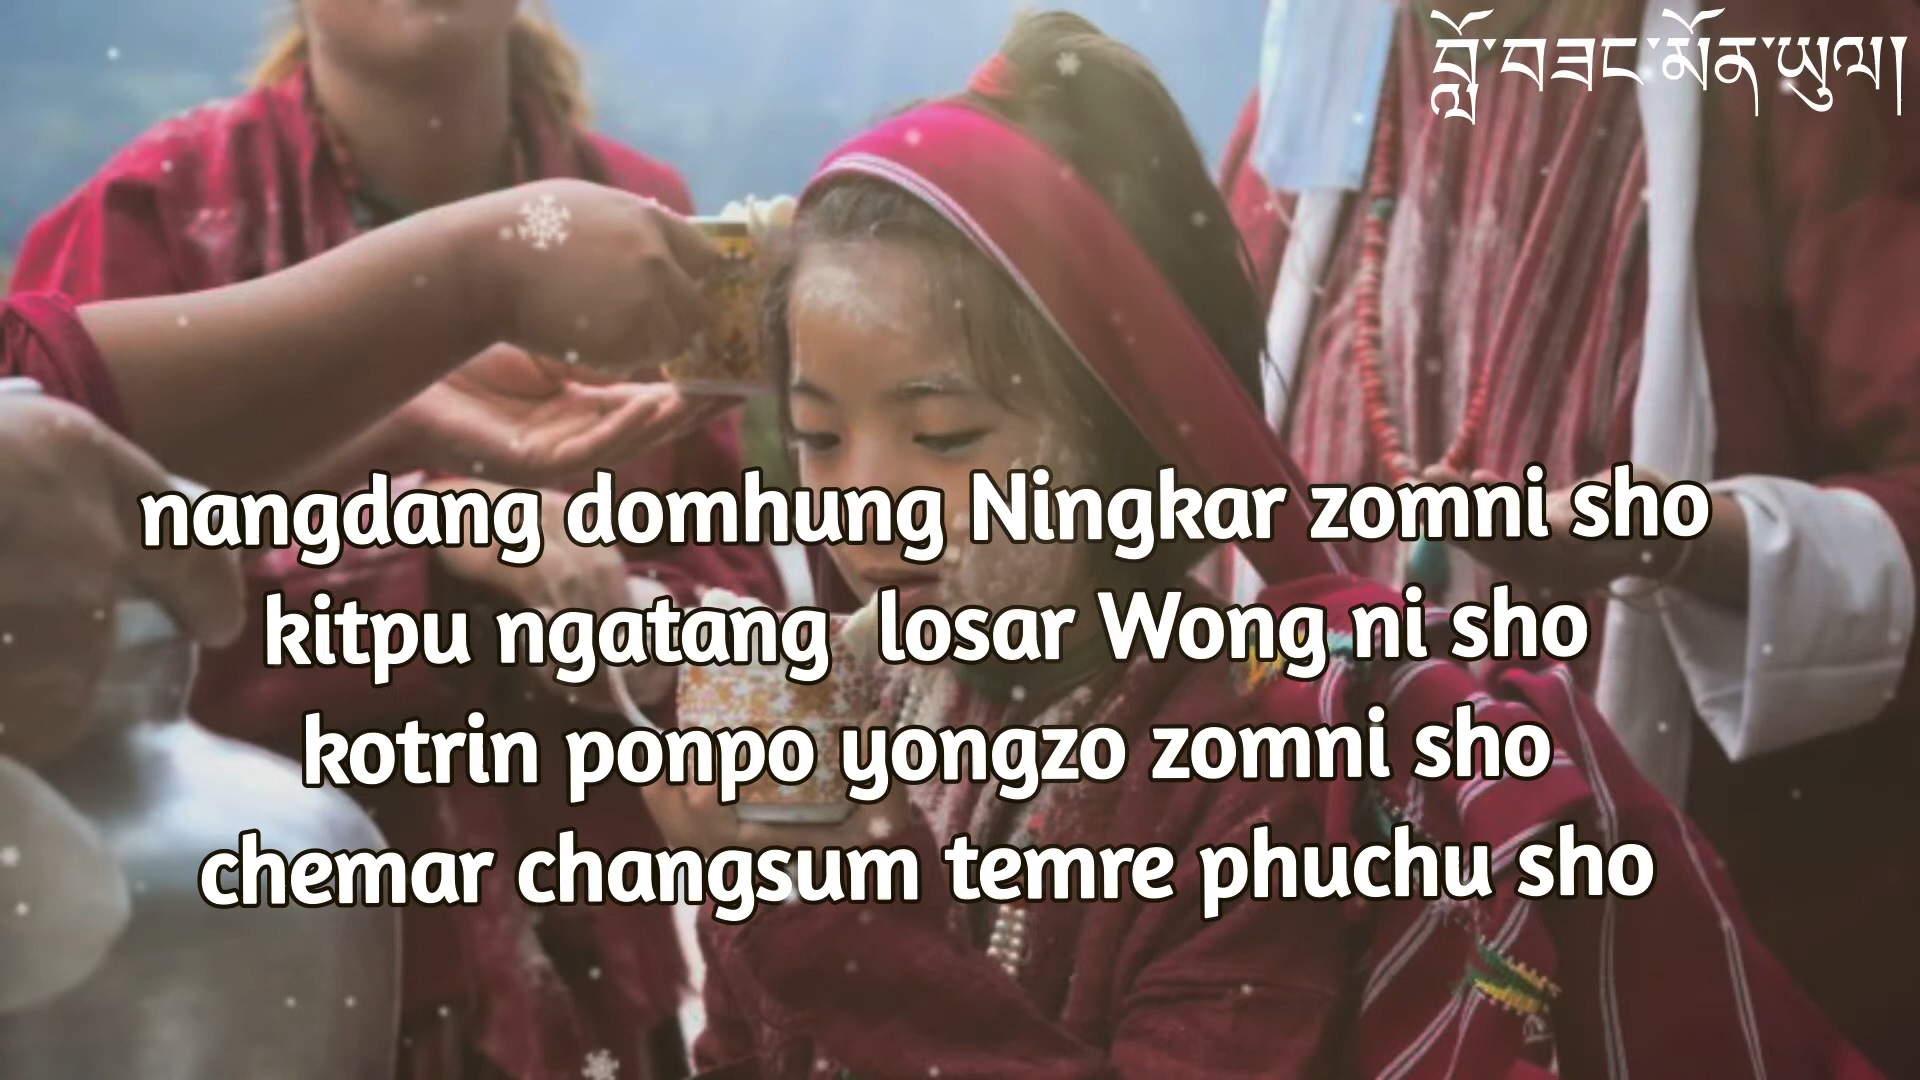 བློ་བཟང་མོན་ཡུལ།
nangdang domhung Ningkar zomni sho
kitpu ngatang losar Wong ni sho
kotrin ponpo yongzo zomni sho
chemar changsum temre phuchu sho